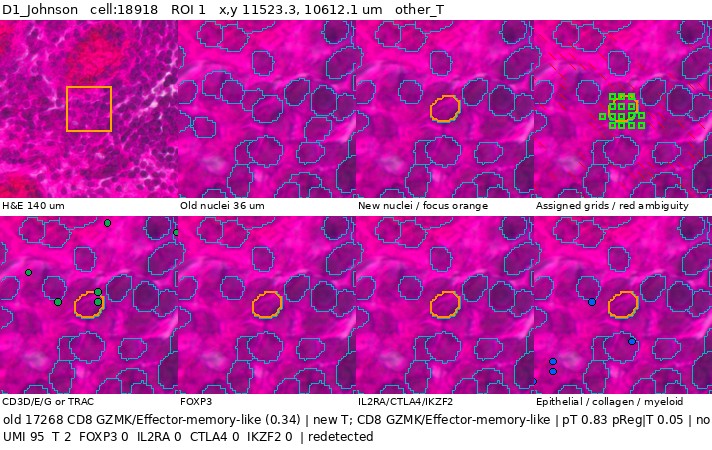 D1_Johnson cell:18918 ROI 1 x,y 11523.3, 10612.1 um other_T
H&E 140 um
Old nuclei 36 um
New nuclei / focus orange
Assigned grids / red ambiguity
CD3D/E/G or TRAC
FOXP3
IL2RA/CTLA4/IKZF2
Epithelial / collagen / myeloid
old 17268 CD8 GZMK/Effector-memory-like (0.34) | new T; CD8 GZMK/Effector-memory-like | pT 0.83 pReg|T 0.05 | no
UMI 95 T 2 FOXP3 0 IL2RA 0 CTLA4 0 IKZF2 0 | redetected